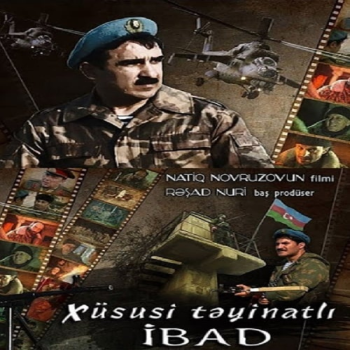 NATİQ NOVRUZOVUN filmi
RƏŞAD NURİ baş prodüser
Xüsusi təyinatlı
İBAD